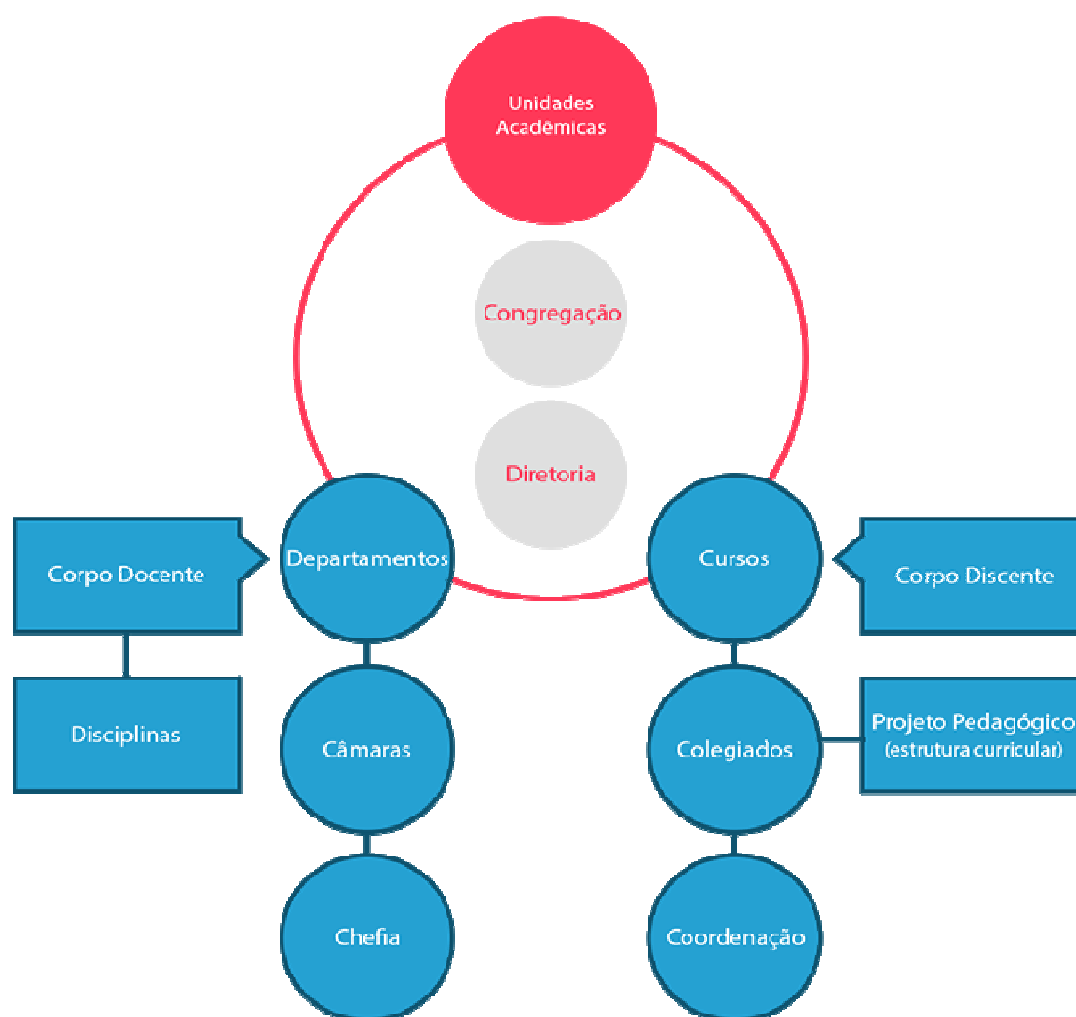 Unidades
Acadêmicas
Congregação
Diretoria
Departamentos
Cursos
Corpo Docente
Corpo Discente
Disciplinas
Câmaras
Colegiados
Projeto Pedagógico
(estrutura curricular)
Chefia
Coordenação